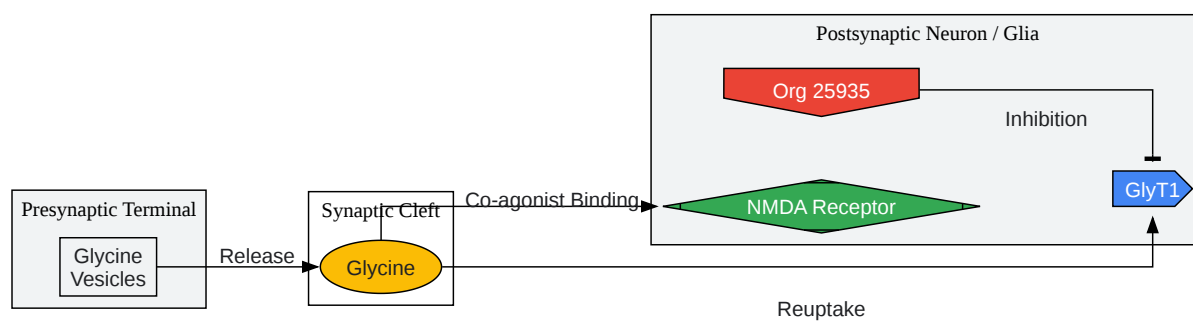 Postsynaptic Neuron / Glia
Org 25935
Inhibition
GlyT1
Presynaptic Terminal
Synaptic Cleft
Co-agonist Binding
NMDA Receptor
Glycine
Vesicles
Release
Glycine
Reuptake